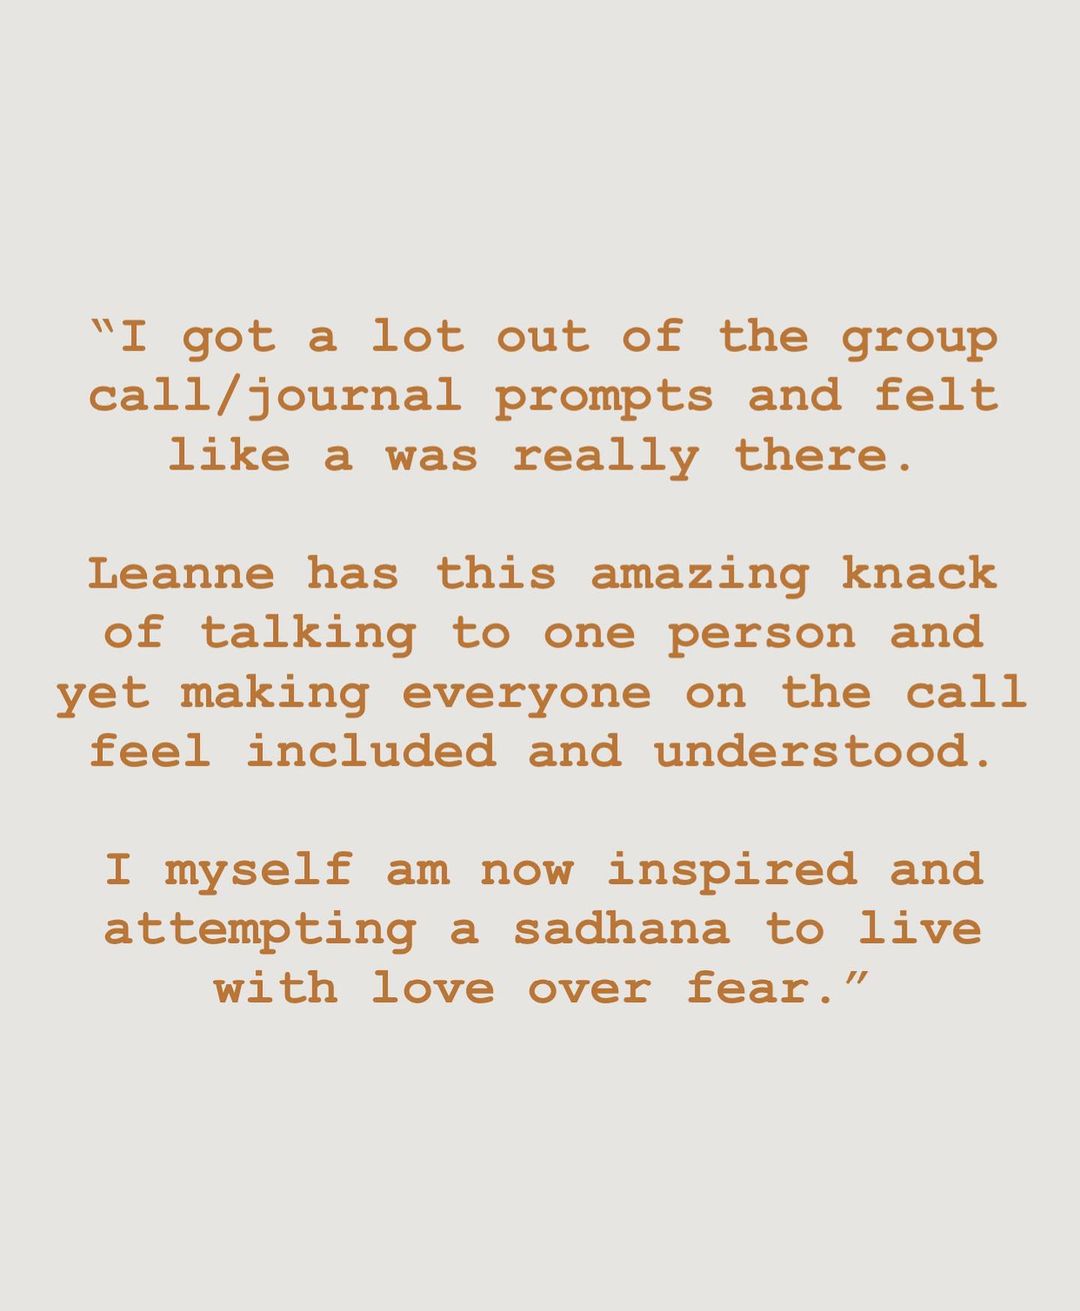 “I got a lot out of the group
call/journal prompts and felt
like a was really there.
Leanne has this amazing knack
of talking to one person and
yet making everyone on the call
feel included and understood.
I myself am now inspired and
attempting a sadhana to live
with love over fear.”